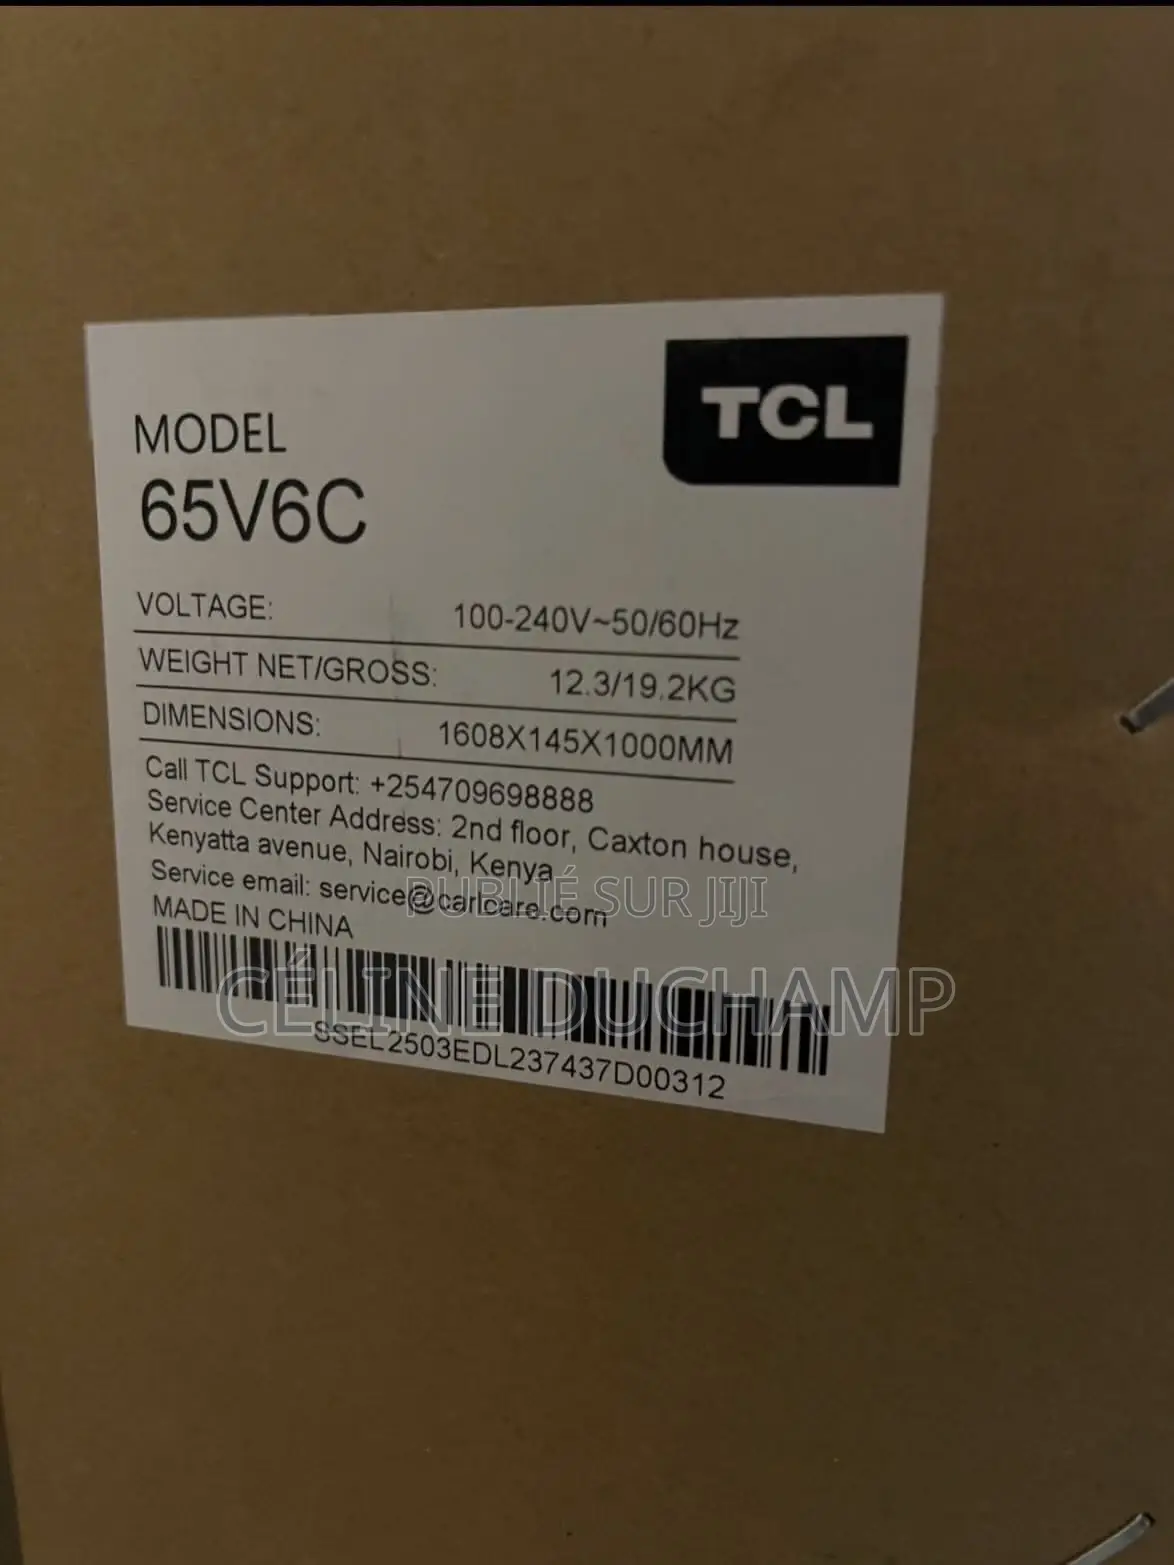 TCL
MODEL
65V6C
VOLTAGE: 100-240V~50/60Hz
WEIGHT NET/GROSS: 12.3/19.2KG
DIMENSIONS: 1608X145X1000MM
Call TCL Support: +254709698888
Service Center Address: 2nd floor, Caxton house,
Kenyatta avenue, Nairobi, Kenya
Service email: service@carlcare.com
PUBLIÉ SUR JIJI
MADE IN CHINA
CÉLINE DUCHAMP
SSEL2503EDL237437D00312